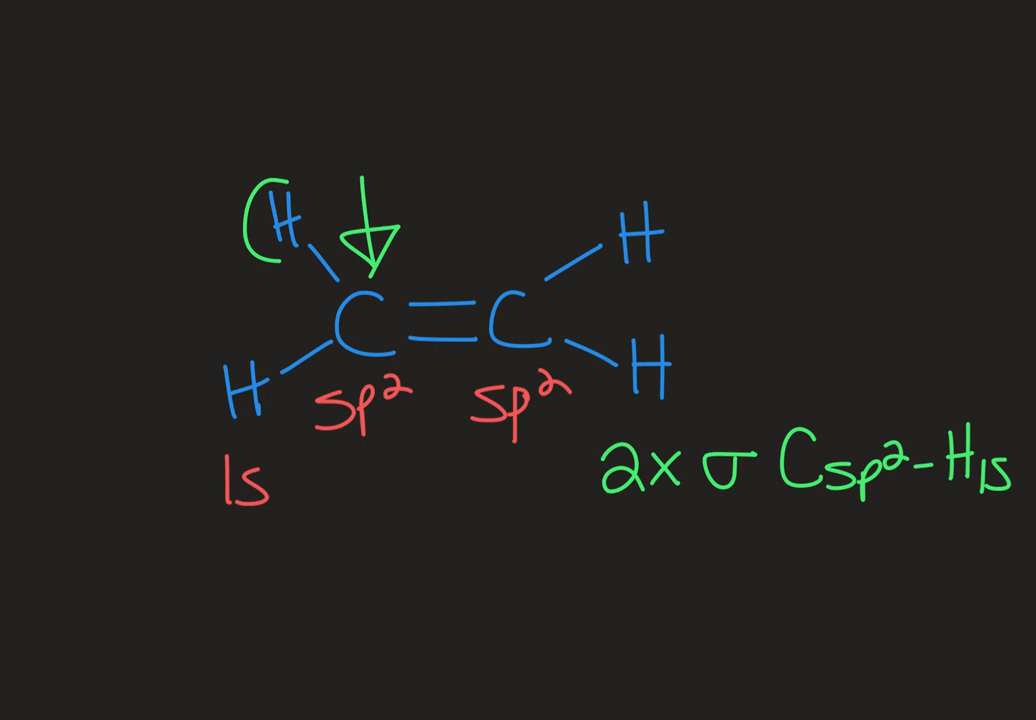 H H
C = C
H H
sp² sp²
1s
2x σ Csp² - H1s